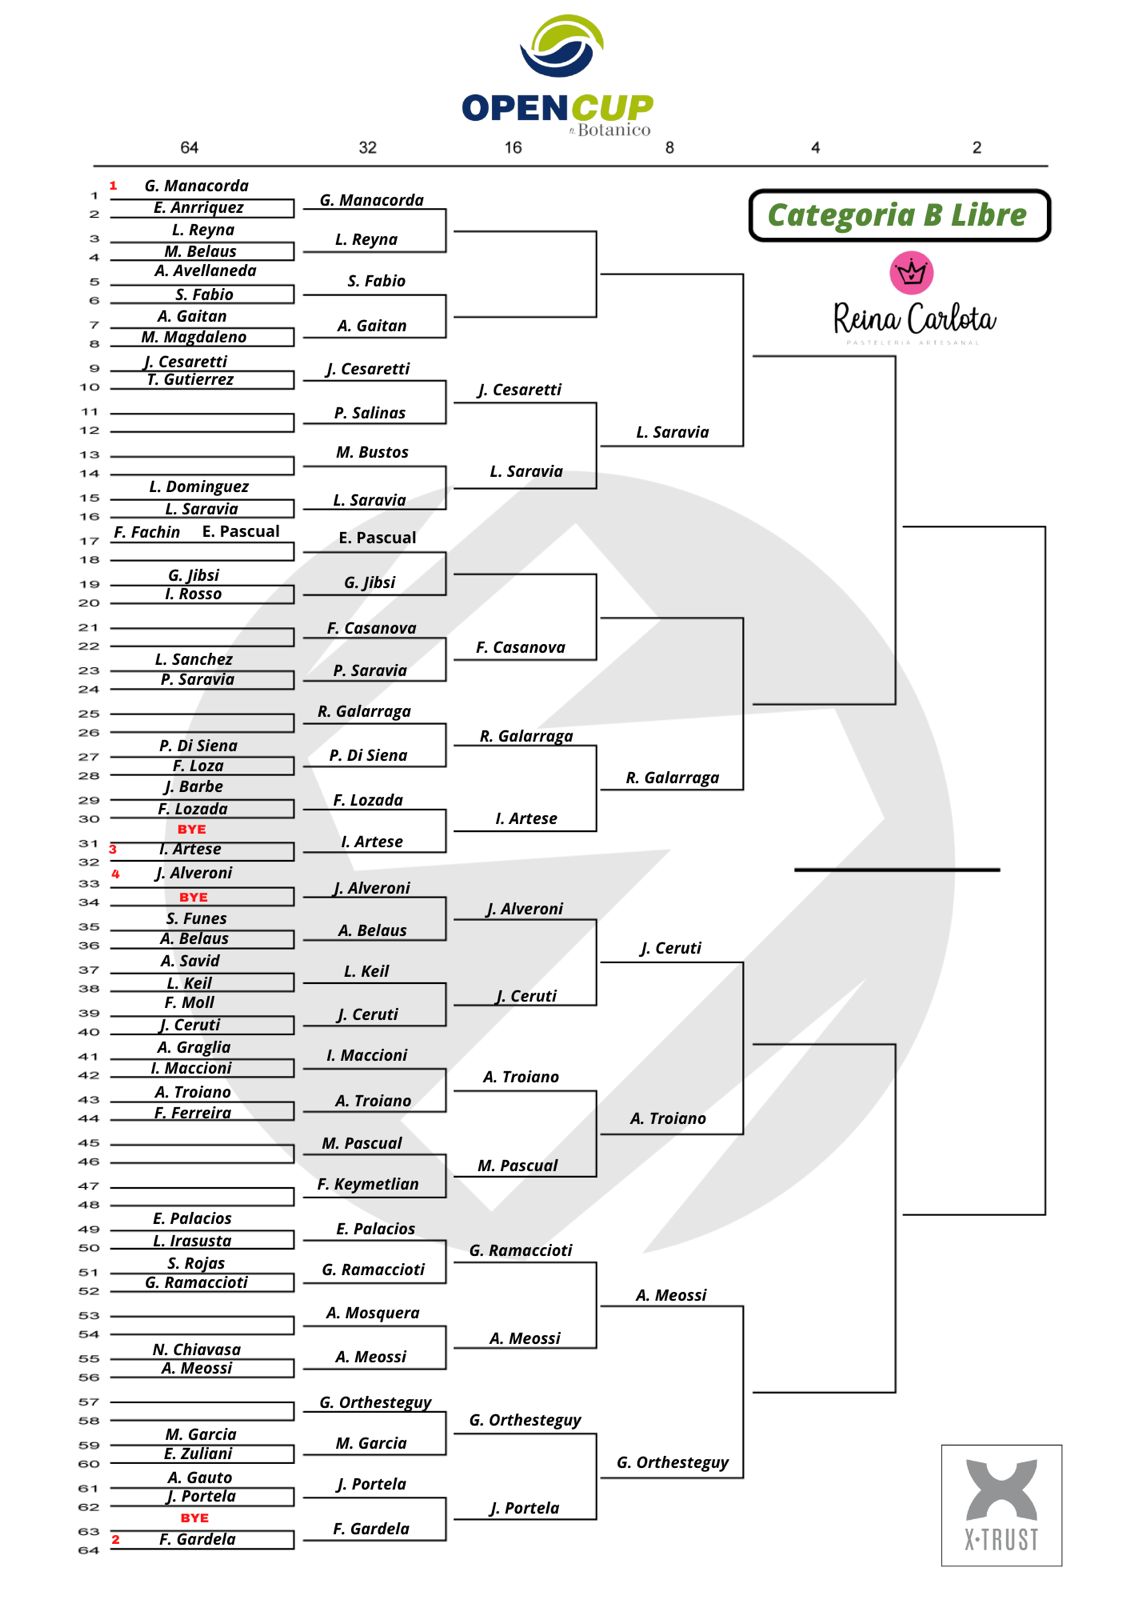 OPENCUP
n. Botanico
64 32 16 8 4 2
Categoria B Libre
Reina Carlota
PASTELERIA ARTESANAL
1 1 G. Manacorda
2 E. Anrriquez
3 L. Reyna
4 M. Belaus
5 A. Avellaneda
6 S. Fabio
7 A. Gaitan
8 M. Magdaleno
9 J. Cesaretti
10 T. Gutierrez
11
12
13
14
15 L. Dominguez
16 L. Saravia
17 F. Fachin E. Pascual
18
19 G. Jibsi
20 I. Rosso
21
22
23 L. Sanchez
24 P. Saravia
25
26
27 P. Di Siena
28 F. Loza
29 J. Barbe
30 F. Lozada
31 BYE
32 3 I. Artese
33 4 J. Alveroni
34 BYE
35 S. Funes
36 A. Belaus
37 A. Savid
38 L. Keil
39 F. Moll
40 J. Ceruti
41 A. Graglia
42 I. Maccioni
43 A. Troiano
44 F. Ferreira
45
46
47
48
49 E. Palacios
50 L. Irasusta
51 S. Rojas
52 G. Ramaccioti
53
54
55 N. Chiavasa
56 A. Meossi
57
58
59 M. Garcia
60 E. Zuliani
61 A. Gauto
62 J. Portela
63 BYE
64 2 F. Gardela
G. Manacorda
L. Reyna
S. Fabio
A. Gaitan
J. Cesaretti
P. Salinas
M. Bustos
L. Saravia
E. Pascual
G. Jibsi
F. Casanova
P. Saravia
R. Galarraga
P. Di Siena
F. Lozada
I. Artese
J. Alveroni
A. Belaus
L. Keil
J. Ceruti
I. Maccioni
A. Troiano
M. Pascual
F. Keymetlian
E. Palacios
G. Ramaccioti
A. Mosquera
A. Meossi
G. Orthesteguy
M. Garcia
J. Portela
F. Gardela
J. Cesaretti
L. Saravia
F. Casanova
R. Galarraga
I. Artese
J. Alveroni
J. Ceruti
A. Troiano
M. Pascual
G. Ramaccioti
A. Meossi
G. Orthesteguy
J. Portela
L. Saravia
R. Galarraga
J. Ceruti
A. Troiano
A. Meossi
G. Orthesteguy
X·TRUST